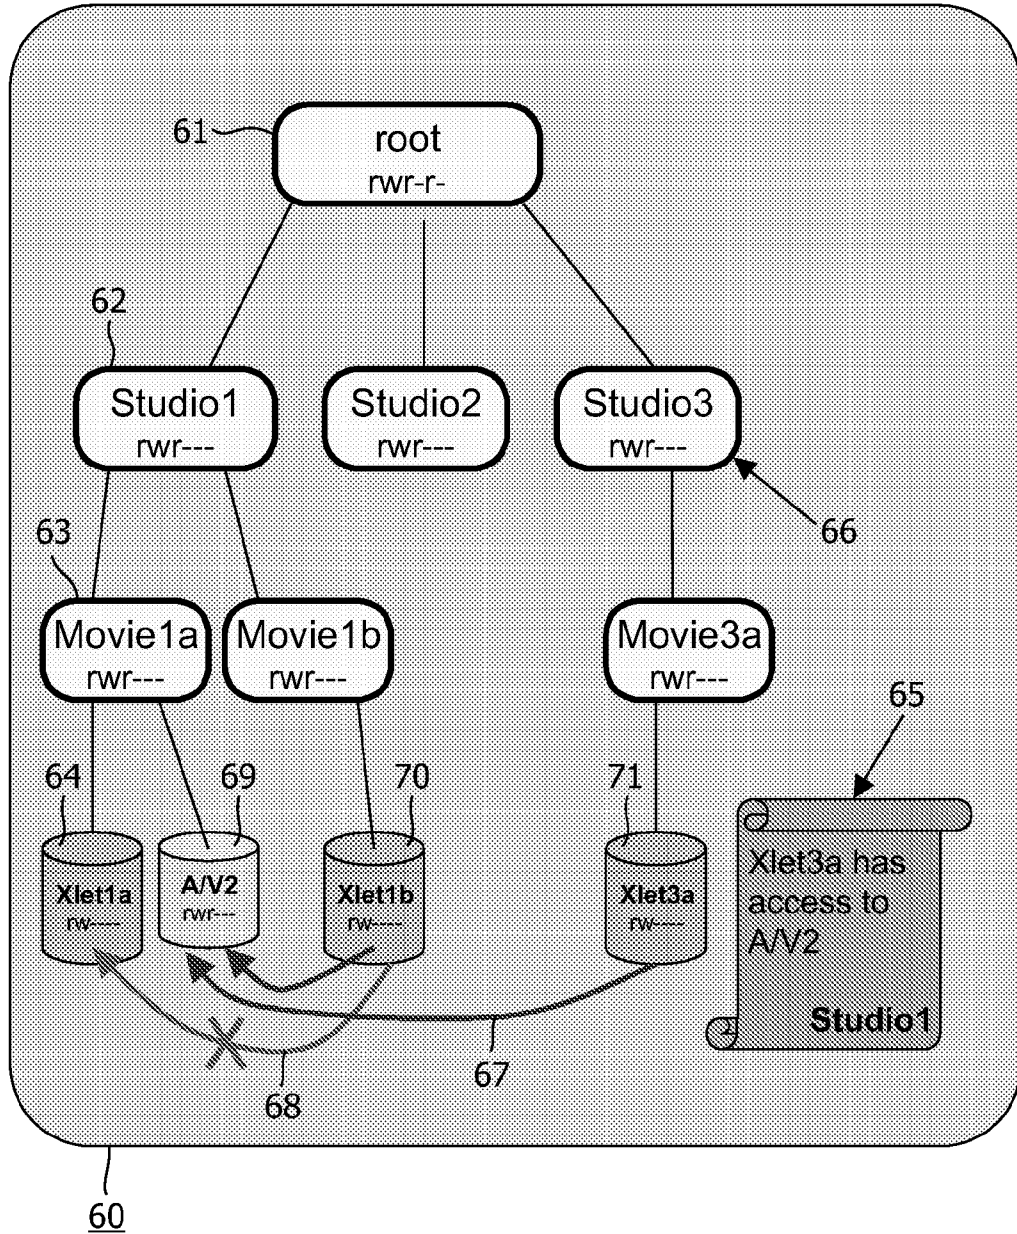 61
root
rwr-r-
62
Studio1
rwr---
Studio2
rwr---
Studio3
rwr---
66
63
Movie1a
rwr---
Movie1b
rwr---
Movie3a
rwr---
65
64
69
70
71
Xlet1a
rw----
A/V2
rwr---
Xlet1b
rw----
Xlet3a
rw----
Xlet3a has
access to
A/V2
Studio1
67
68
60